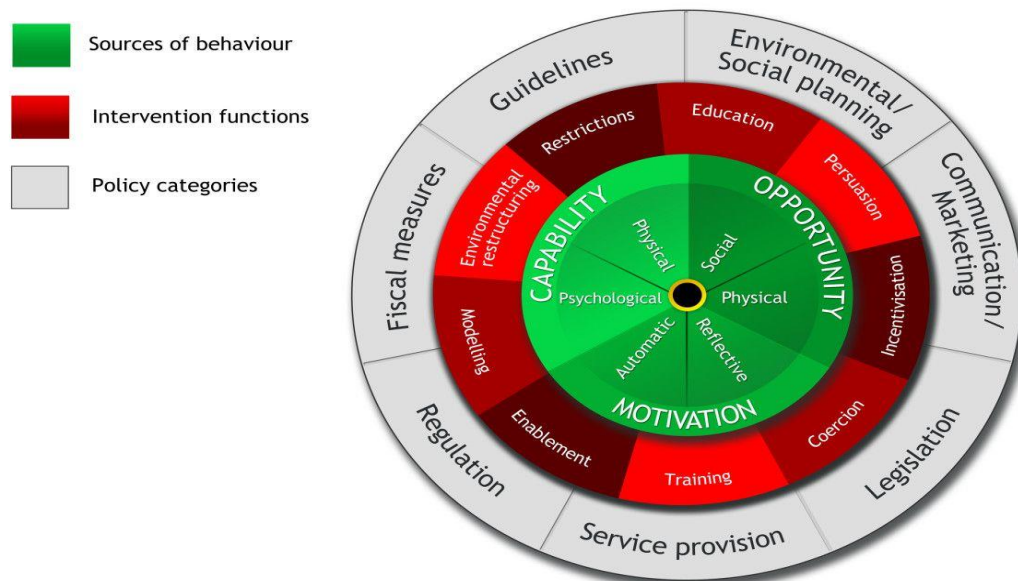 Sources of behaviour
Intervention functions
Policy categories
Guidelines
Environmental/
Social planning
Communication/
Marketing
Legislation
Service provision
Regulation
Fiscal measures
Restrictions
Education
Persuasion
Incentivisation
Coercion
Training
Enablement
Modelling
Environmental
restructuring
CAPABILITY
OPPORTUNITY
MOTIVATION
Physical
Social
Psychological
Physical
Automatic
Reflective